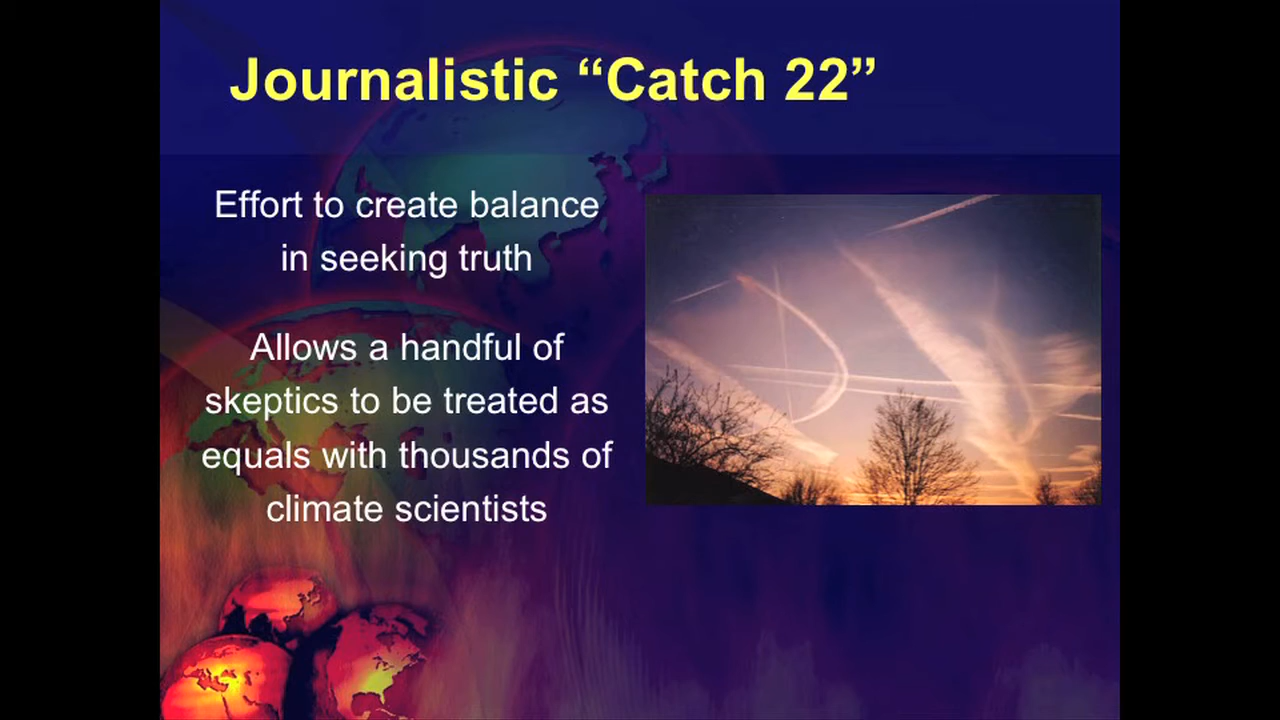 Journalistic “Catch 22”
Effort to create balance
in seeking truth
Allows a handful of
skeptics to be treated as
equals with thousands of
climate scientists